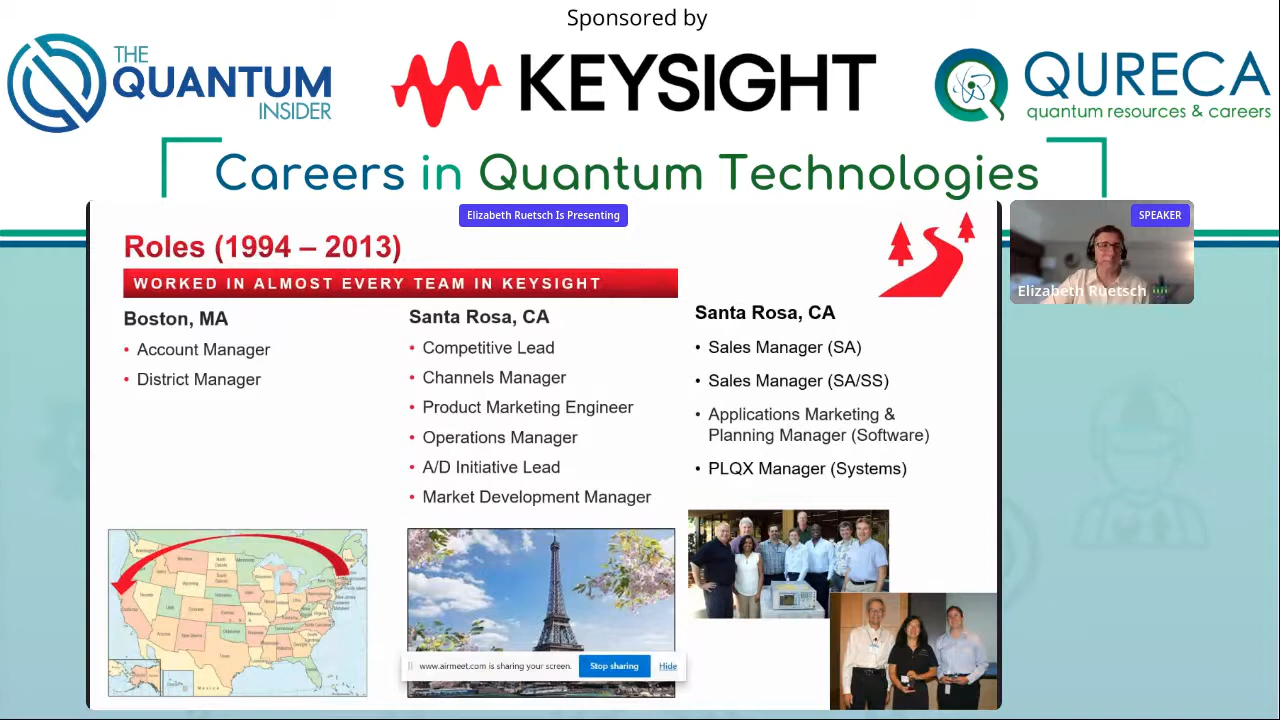 Sponsored by
THE
QUANTUM
INSIDER
KEYSIGHT
QURECA
quantum resources & careers
Careers in Quantum Technologies
Elizabeth Ruetsch Is Presenting
SPEAKER
Elizabeth Ruetsch
Roles (1994 – 2013)
WORKED IN ALMOST EVERY TEAM IN KEYSIGHT
Boston, MA
• Account Manager
• District Manager
Santa Rosa, CA
• Competitive Lead
• Channels Manager
• Product Marketing Engineer
• Operations Manager
• A/D Initiative Lead
• Market Development Manager
Santa Rosa, CA
• Sales Manager (SA)
• Sales Manager (SA/SS)
• Applications Marketing &
Planning Manager (Software)
• PLQX Manager (Systems)
www.airmeet.com is sharing your screen.
Stop sharing
Hide